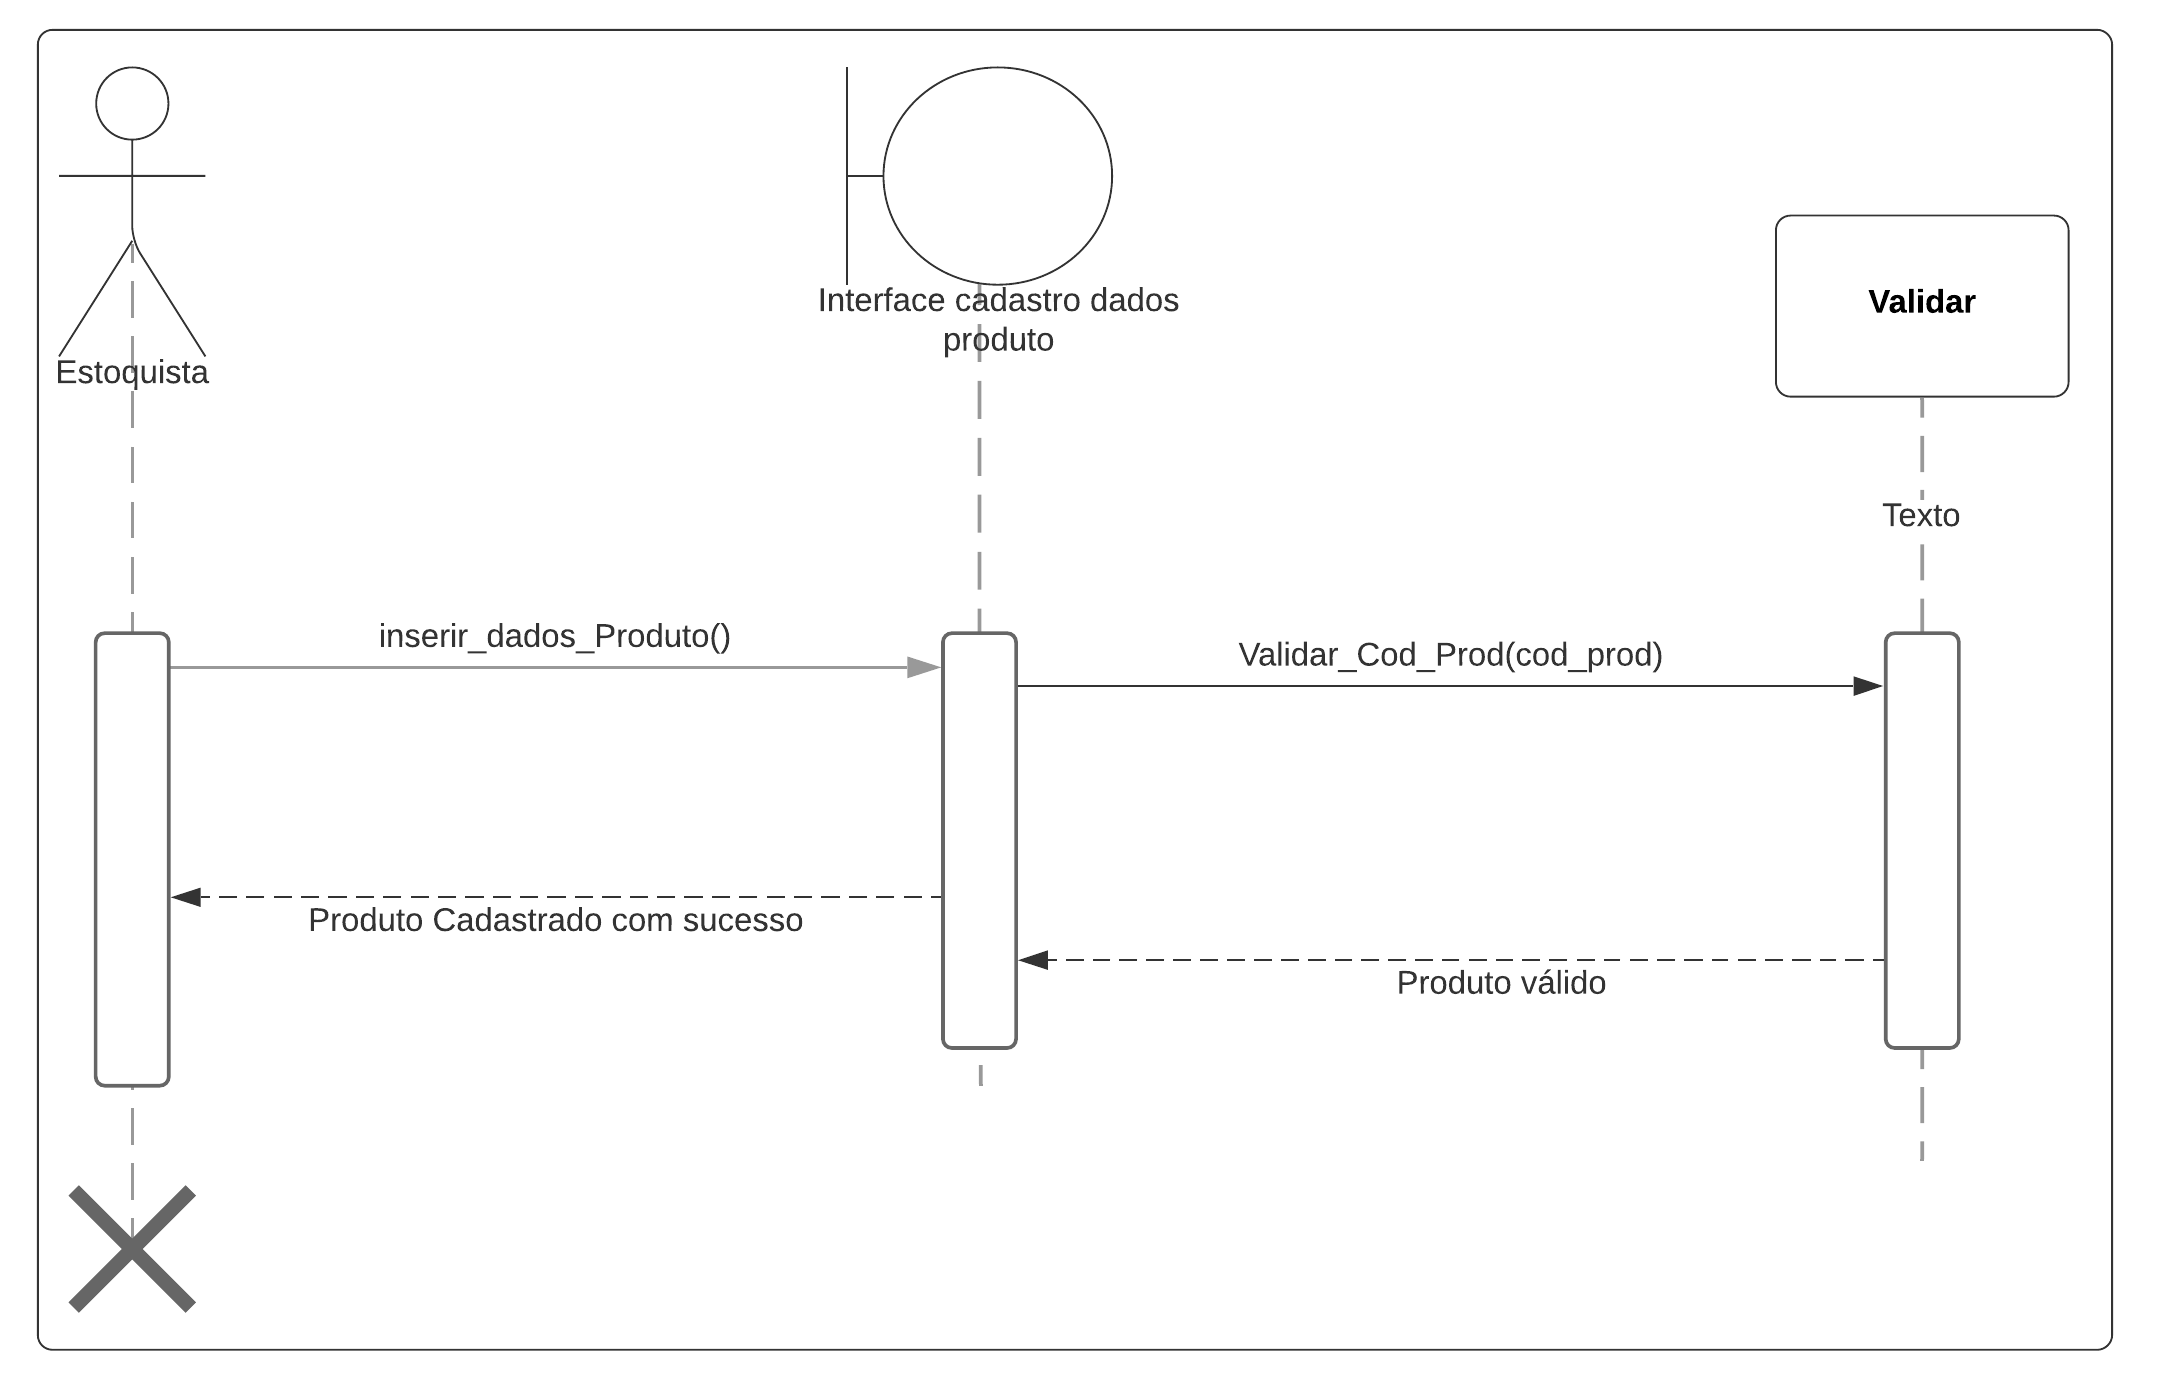 Interface cadastro dados
produto
Validar
Estoquista
Texto
inserir_dados_Produto()
Validar_Cod_Prod(cod_prod)
Produto Cadastrado com sucesso
Produto válido